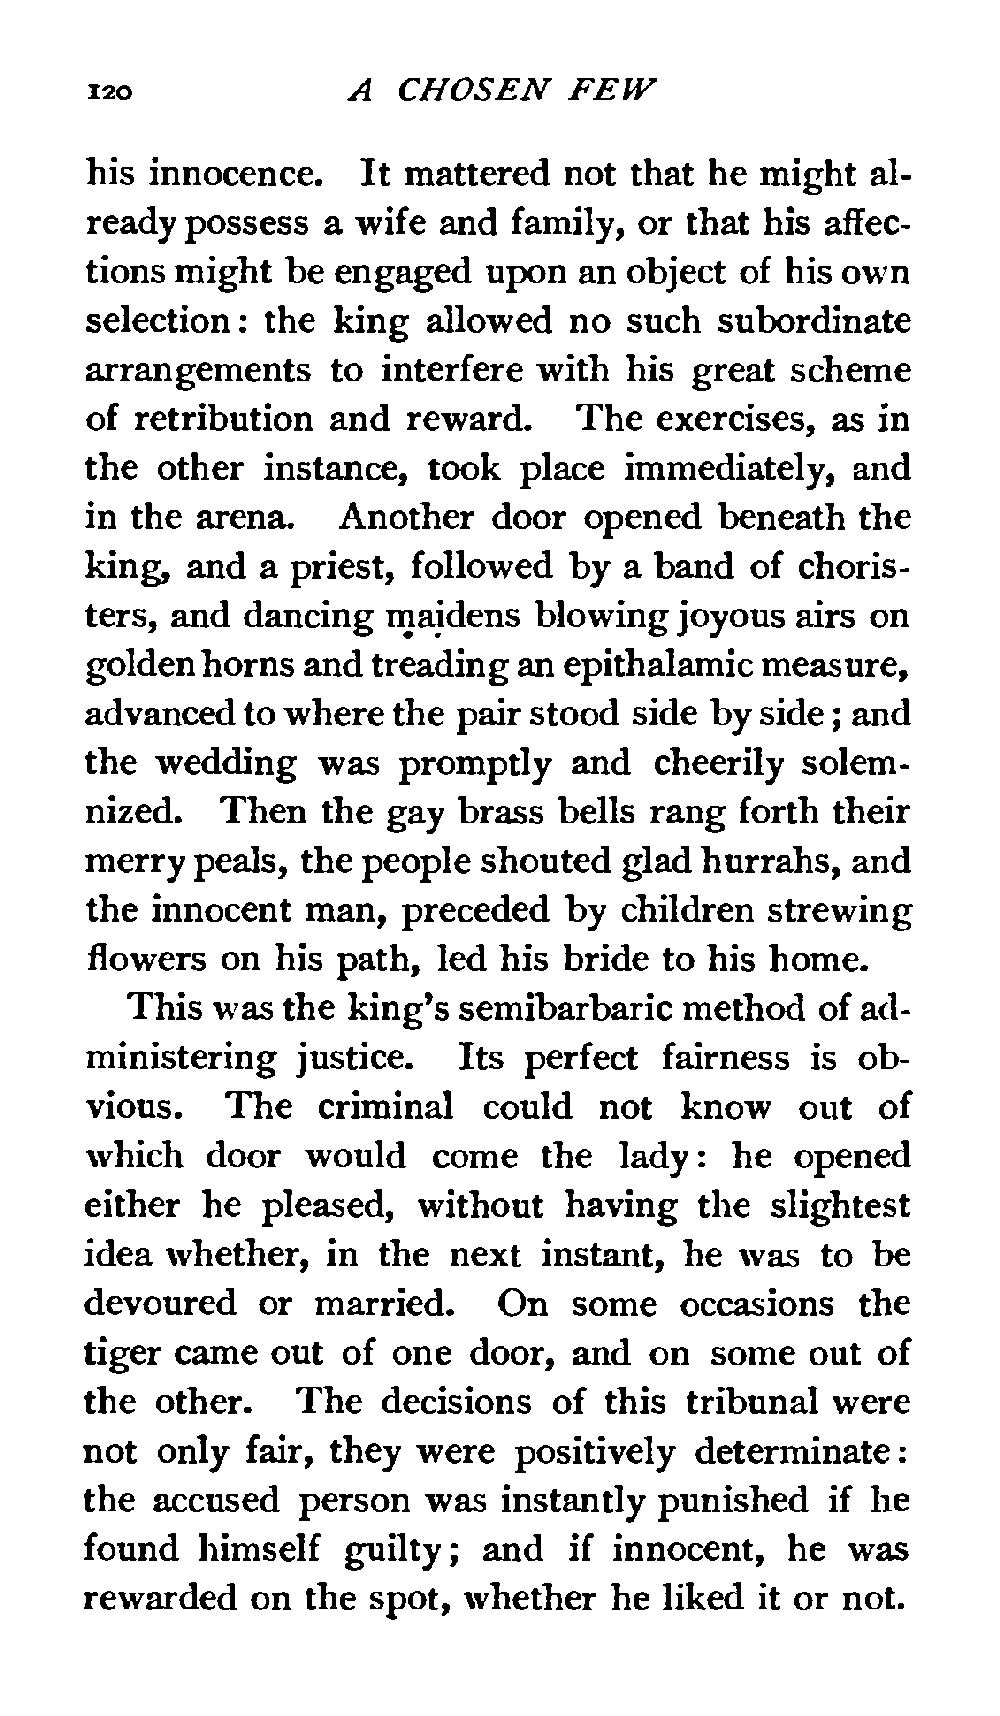 120 A CHOSEN FEW
his innocence. It mattered not that he might al-
ready possess a wife and family, or that his affec-
tions might be engaged upon an object of his own
selection: the king allowed no such subordinate
arrangements to interfere with his great scheme
of retribution and reward. The exercises, as in
the other instance, took place immediately, and
in the arena. Another door opened beneath the
king, and a priest, followed by a band of choris-
ters, and dancing maidens blowing joyous airs on
golden horns and treading an epithalamic measure,
advanced to where the pair stood side by side; and
the wedding was promptly and cheerily solem-
nized. Then the gay brass bells rang forth their
merry peals, the people shouted glad hurrahs, and
the innocent man, preceded by children strewing
flowers on his path, led his bride to his home.
This was the king's semibarbaric method of ad-
ministering justice. Its perfect fairness is ob-
vious. The criminal could not know out of
which door would come the lady: he opened
either he pleased, without having the slightest
idea whether, in the next instant, he was to be
devoured or married. On some occasions the
tiger came out of one door, and on some out of
the other. The decisions of this tribunal were
not only fair, they were positively determinate:
the accused person was instantly punished if he
found himself guilty; and if innocent, he was
rewarded on the spot, whether he liked it or not.